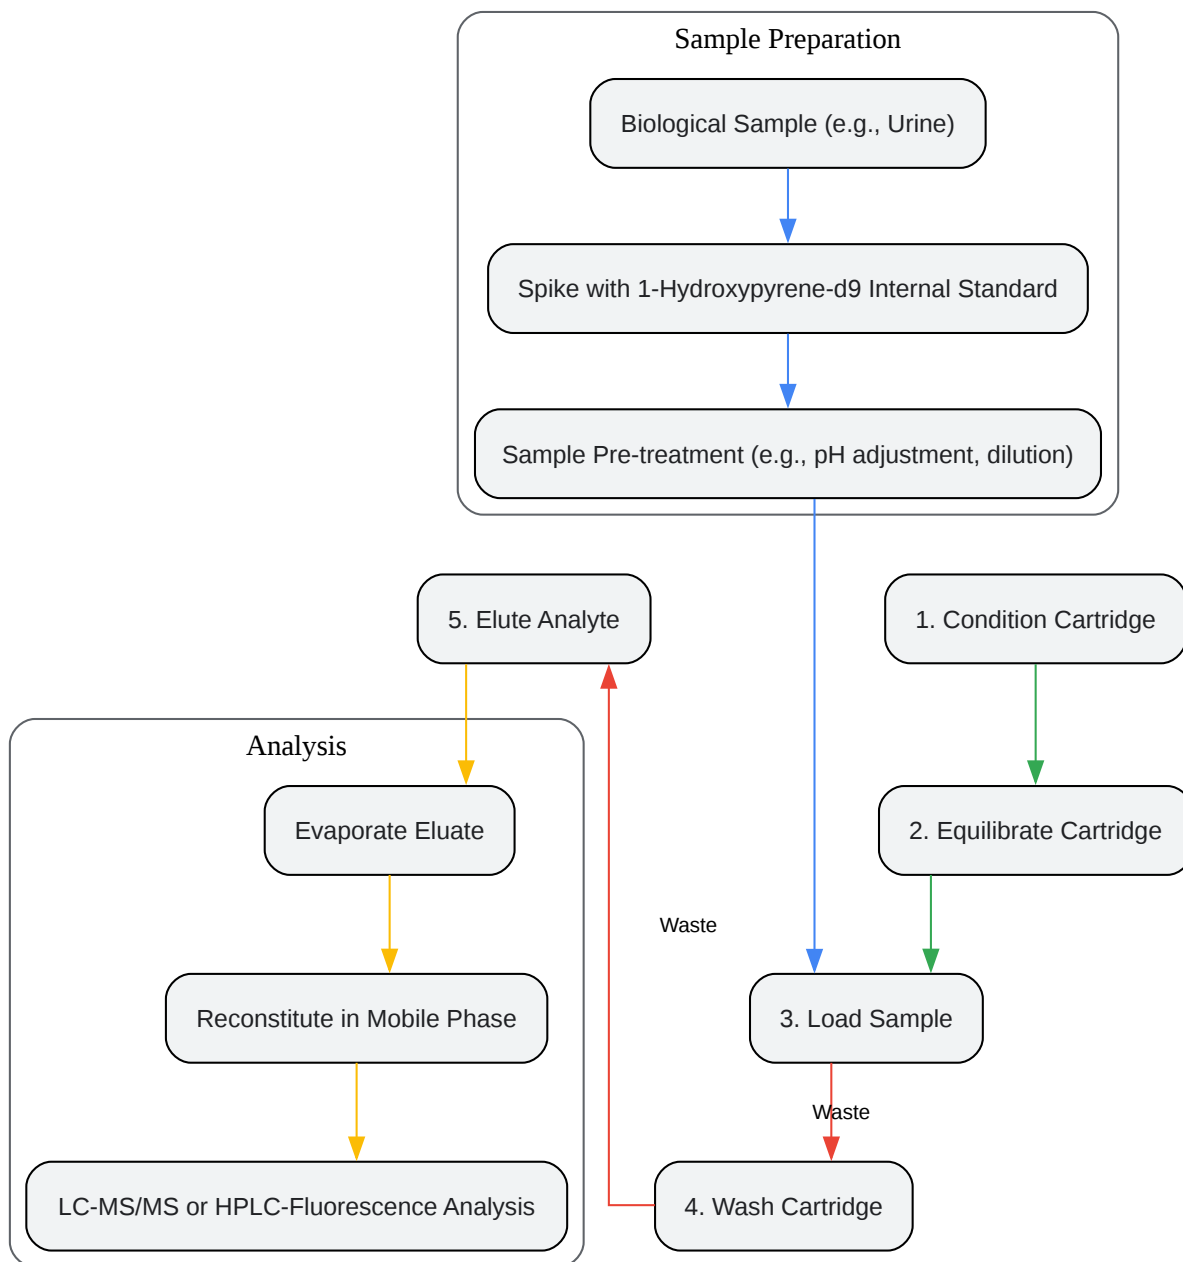 Sample Preparation
Biological Sample (e.g., Urine)
Spike with 1-Hydroxypyrene-d9 Internal Standard
Sample Pre-treatment (e.g., pH adjustment, dilution)
5. Elute Analyte
1. Condition Cartridge
Analysis
Evaporate Eluate
2. Equilibrate Cartridge
Waste
Reconstitute in Mobile Phase
3. Load Sample
Waste
LC-MS/MS or HPLC-Fluorescence Analysis
4. Wash Cartridge